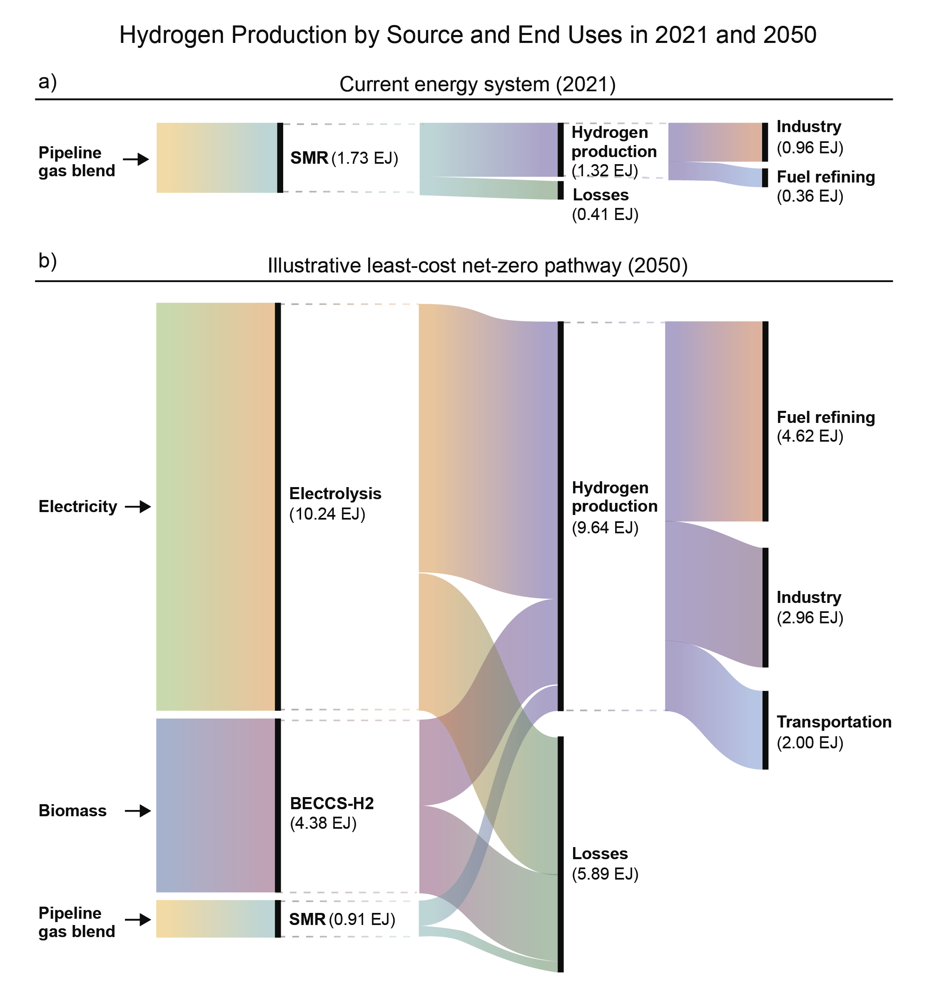 Hydrogen Production by Source and End Uses in 2021 and 2050
a)
Current energy system (2021)
Pipeline
gas blend
SMR (1.73 EJ)
Hydrogen
production
(1.32 EJ)
Losses
(0.41 EJ)
Industry
(0.96 EJ)
Fuel refining
(0.36 EJ)
b)
Illustrative least-cost net-zero pathway (2050)
Electricity
Electrolysis
(10.24 EJ)
Hydrogen
production
(9.64 EJ)
Fuel refining
(4.62 EJ)
Industry
(2.96 EJ)
Transportation
(2.00 EJ)
Biomass
BECCS-H2
(4.38 EJ)
Losses
(5.89 EJ)
Pipeline
gas blend
SMR (0.91 EJ)